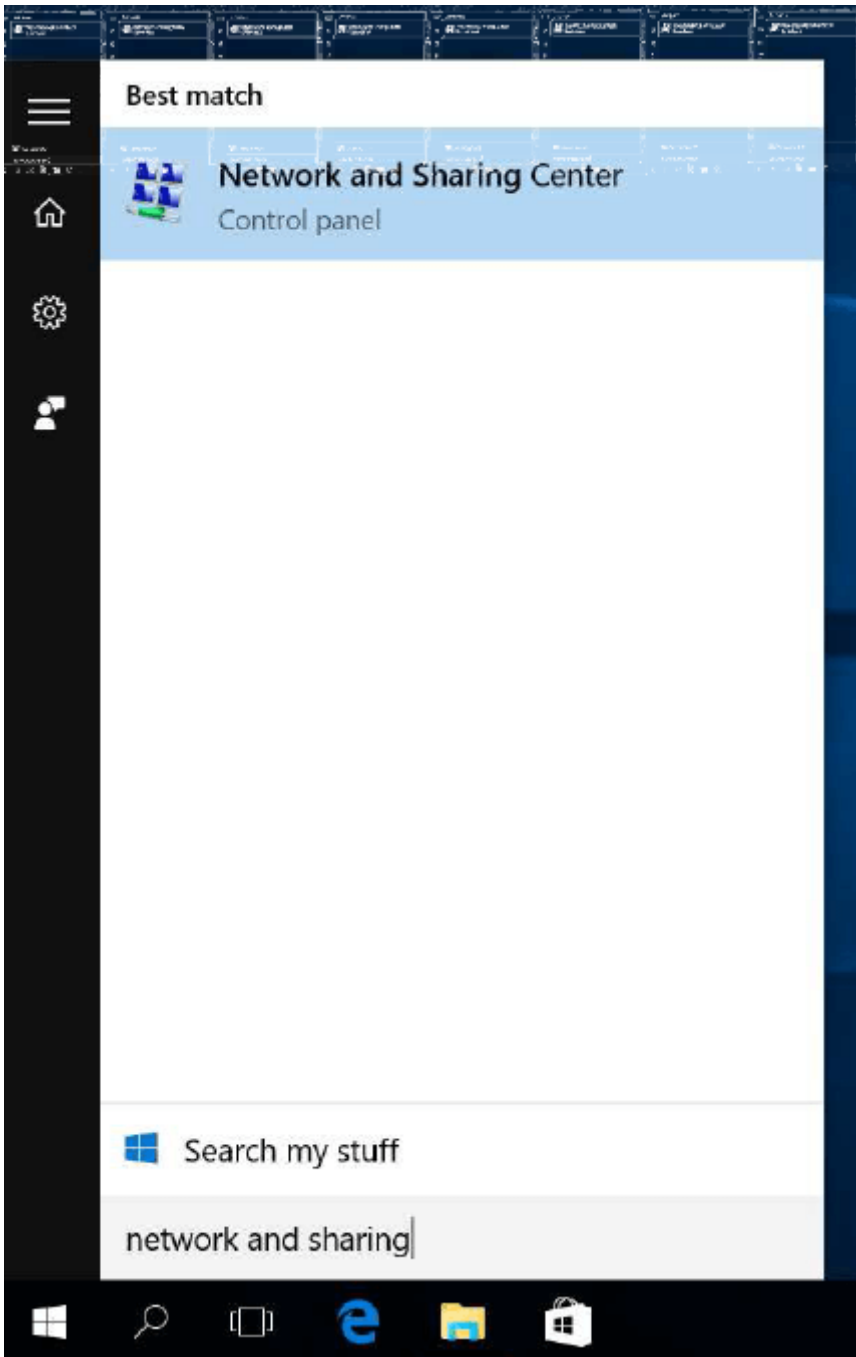 Best match
Network and Sharing Center
Control panel
Search my stuff
network and sharing